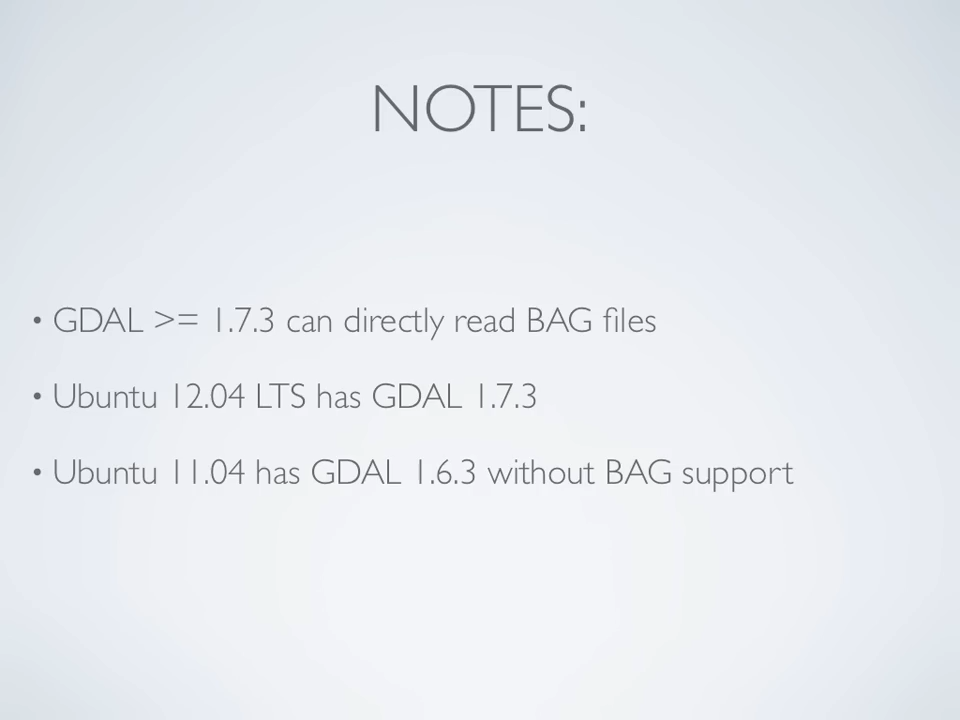 NOTES:
• GDAL >= 1.7.3 can directly read BAG files
• Ubuntu 12.04 LTS has GDAL 1.7.3
• Ubuntu 11.04 has GDAL 1.6.3 without BAG support